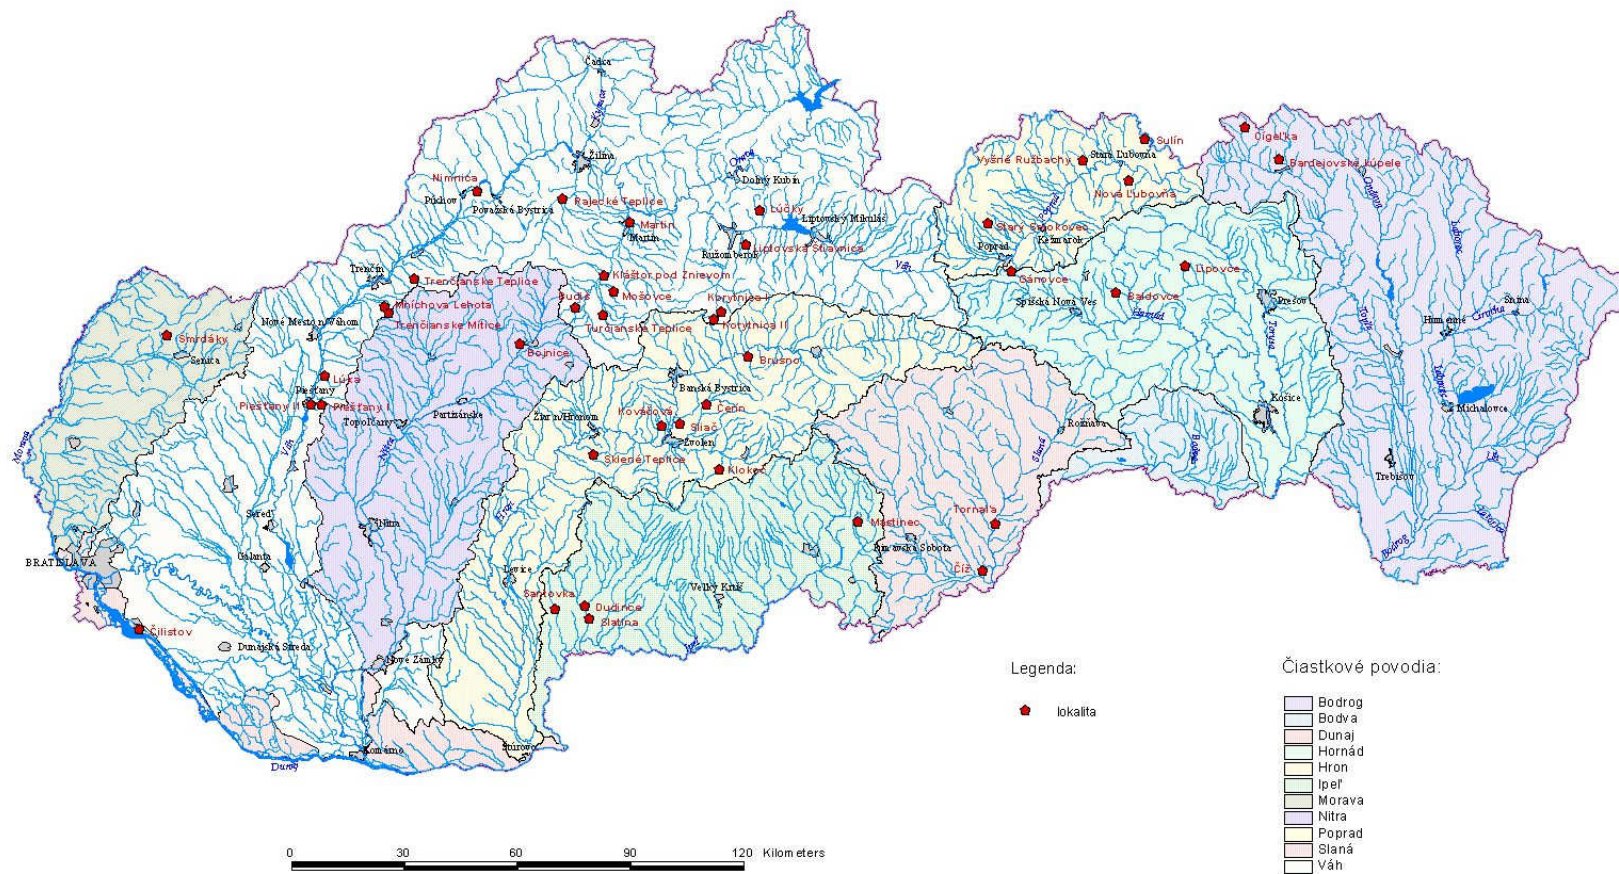 Čadca
Kysuca
Žilina
Sulín
Cigeľka
Vyšné Ružbachy
Stará Ľubovňa
Bardejovské kúpele
Orava
Dolný Kubín
Nová Ľubovňa
Ondava
Nimnica
Púchov
Považská Bystrica
Rajecké Teplice
Lúčky
Poprad
Martin
Martin
Liptovský Mikuláš
Starý Smokovec
Kežmarok
Laborec
Liptovská Štiavnica
Ružomberok
Poprad
Váh
Gánovce
Lipovce
Trenčín
Trenčianske Teplice
Kláštor pod Znievom
Mošovce
Budiš
Baldovce
Spišská Nová Ves
Hornád
Prešov
Snina
Mníchova Lehota
Trenčianske Mitice
Turčianske Teplice
Korytnica I
Korytnica II
Torysa
Topľa
Humenné
Cirocha
Nové Mesto n/Váhom
Smrdáky
Senica
Bojnice
Brusno
Lúka
Piešťany
Piešťany II
Piešťany I
Banská Bystrica
Partizánske
Topoľčany
Žiar n/Hronom
Kováčová
Čerín
Sliač
Zvolen
Košice
Michalovce
Rožňava
Slaná
Bodva
Morava
Váh
Nitra
Sklené Teplice
Klokoč
Trebišov
Hron
Sereď
Nitra
Mástinec
Tornaľa
Rimavská Sobota
Latorica
Bodrog
BRATISLAVA
Galanta
Levice
Číž
Santovka
Dudince
Slatina
Veľký Krtíš
Čilistov
Dunajská Streda
Nové Zámky
Ipeľ
Komárno
Štúrovo
Dunaj
Legenda:
lokalita
Čiastkové povodia:
Bodrog
Bodva
Dunaj
Hornád
Hron
Ipeľ
Morava
Nitra
Poprad
Slaná
Váh
0 30 60 90 120 Kilometers